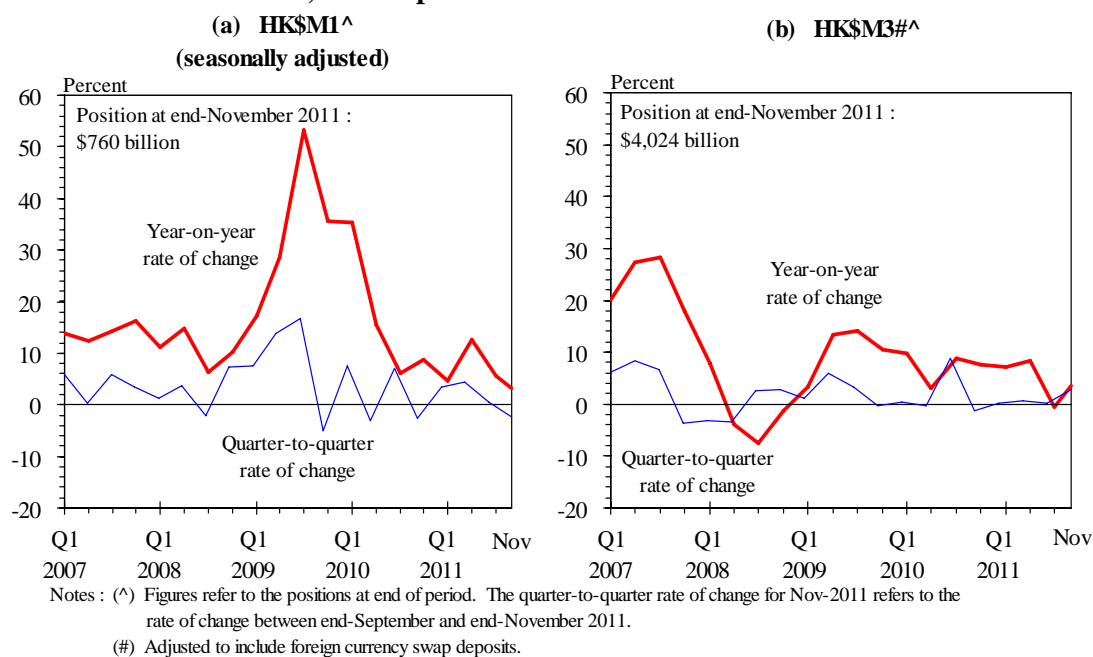 (a) HK$M1^
(seasonally adjusted)
Percent
60
50
40
30
20
10
0
-10
-20
Position at end-November 2011 :
$760 billion
Year-on-year
rate of change
Quarter-to-quarter
rate of change
Q1 Q1 Q1 Q1 Q1 Nov
2007 2008 2009 2010 2011
(b) HK$M3#^
Percent
60
50
40
30
20
10
0
-10
-20
Position at end-November 2011 :
$4,024 billion
Year-on-year
rate of change
Quarter-to-quarter
rate of change
Q1 Q1 Q1 Q1 Q1 Nov
2007 2008 2009 2010 2011
Notes : (^) Figures refer to the positions at end of period. The quarter-to-quarter rate of change for Nov-2011 refers to the
rate of change between end-September and end-November 2011.
(#) Adjusted to include foreign currency swap deposits.